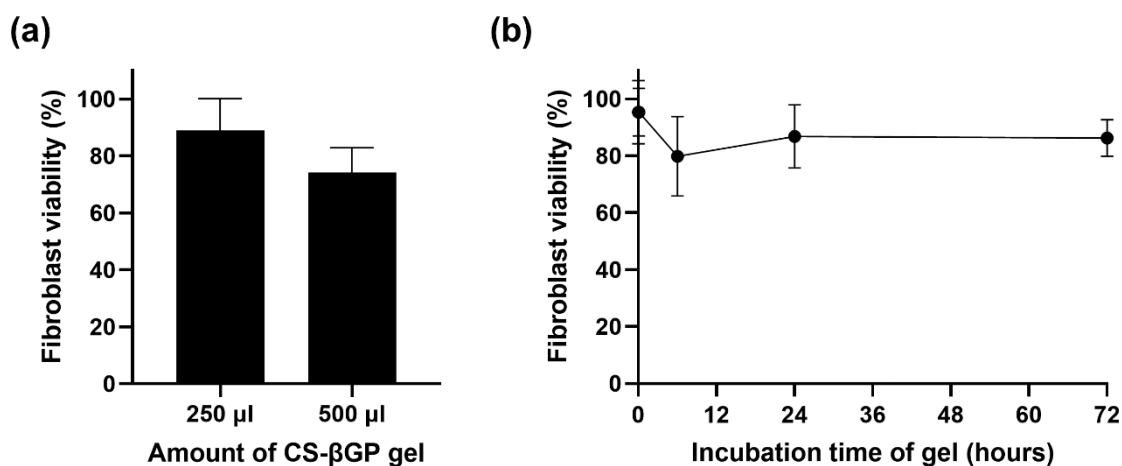 (a)
Fibroblast viability (%)
100
80
60
40
20
0
250 µl
500 µl
Amount of CS-βGP gel
(b)
Fibroblast viability (%)
100
80
60
40
20
0
0
12
24
36
48
60
72
Incubation time of gel (hours)